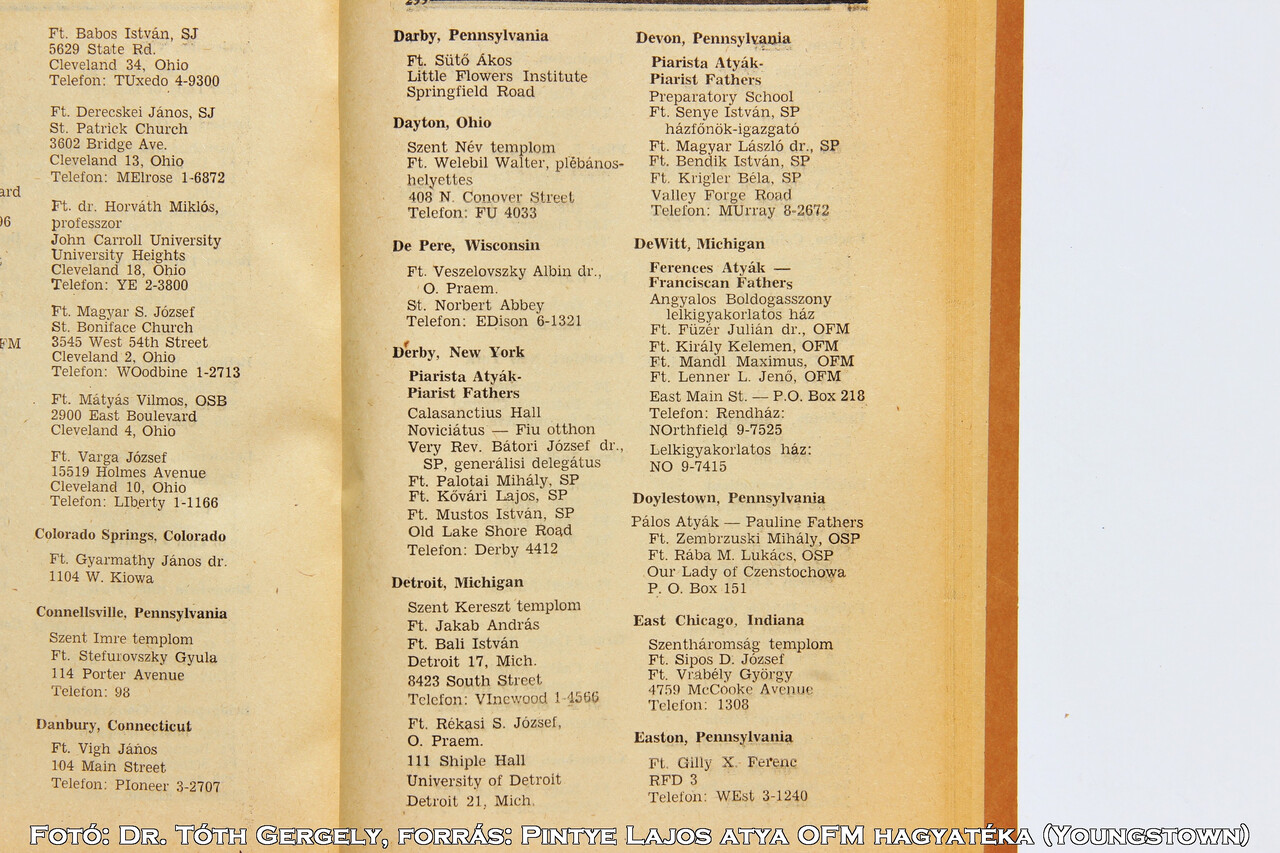 ard
96
FM
Ft. Babos István, SJ
5629 State Rd.
Cleveland 34, Ohio
Telefon: TUxedo 4-9300
Ft. Derecskei János, SJ
St. Patrick Church
3602 Bridge Ave.
Cleveland 13, Ohio
Telefon: MElrose 1-6872
Ft. dr. Horváth Miklós,
professzor
John Carroll University
University Heights
Cleveland 18, Ohio
Telefon: YE 2-3800
Ft. Magyar S. József
St. Boniface Church
3545 West 54th Street
Cleveland 2, Ohio
Telefon: WOodbine 1-2713
Ft. Mátyás Vilmos, OSB
2900 East Boulevard
Cleveland 4, Ohio
Ft. Varga József
15519 Holmes Avenue
Cleveland 10, Ohio
Telefon: LIberty 1-1166
Colorado Springs, Colorado
Ft. Gyarmathy János dr.
1104 W. Kiowa
Connellsville, Pennsylvania
Szent Imre templom
Ft. Stefurovszky Gyula
114 Porter Avenue
Telefon: 98
Danbury, Connecticut
Ft. Vigh János
104 Main Street
Telefon: PIoneer 3-2707
Darby, Pennsylvania
Ft. Sütő Ákos
Little Flowers Institute
Springfield Road
Dayton, Ohio
Szent Név templom
Ft. Welebil Walter, plébános-
helyettes
408 N. Conover Street
Telefon: FU 4033
De Pere, Wisconsin
Ft. Veszelovszky Albin dr.,
O. Praem.
St. Norbert Abbey
Telefon: EDison 6-1321
Derby, New York
Piarista Atyák-
Piarist Fathers
Calasanctius Hall
Noviciátus — Fiu otthon
Very Rev. Bátori József dr.,
SP, generálisi delegátus
Ft. Palotai Mihály, SP
Ft. Kővári Lajos, SP
Ft. Mustos István, SP
Old Lake Shore Road
Telefon: Derby 4412
Detroit, Michigan
Szent Kereszt templom
Ft. Jakab András
Ft. Bali István
Detroit 17, Mich.
8423 South Street
Telefon: VInewood 1-4566
Ft. Rékasi S. József,
O. Praem.
111 Shiple Hall
University of Detroit
Detroit 21, Mich.
Devon, Pennsylvania
Piarista Atyák-
Piarist Fathers
Preparatory School
Ft. Senye István, SP
házfőnök-igazgató
Ft. Magyar László dr., SP
Ft. Bendik István, SP
Ft. Krigler Béla, SP
Valley Forge Road
Telefon: MUrray 8-2672
DeWitt, Michigan
Ferences Atyák —
Franciscan Fathers
Angyalos Boldogasszony
lelkigyakorlatos ház
Ft. Füzér Julián dr., OFM
Ft. Király Kelemen, OFM
Ft. Mandl Maximus, OFM
Ft. Lenner L. Jenő, OFM
East Main St. — P.O. Box 218
Telefon: Rendház:
NOrthfield 9-7525
Lelkigyakorlatos ház:
NO 9-7415
Doylestown, Pennsylvania
Pálos Atyák — Pauline Fathers
Ft. Zembrzuski Mihály, OSP
Ft. Rába M. Lukács, OSP
Our Lady of Czenstochowa
P. O. Box 151
East Chicago, Indiana
Szentháromság templom
Ft. Sipos D. József
Ft. Vrábély György
4759 McCooke Avenue
Telefon: 1308
Easton, Pennsylvania
Ft. Gilly X. Ferenc
RFD 3
Telefon: WEst 3-1240
Fotó: Dr. Tóth Gergely, forrás: Pintye Lajos atya OFM hagyatéka (Youngstown)